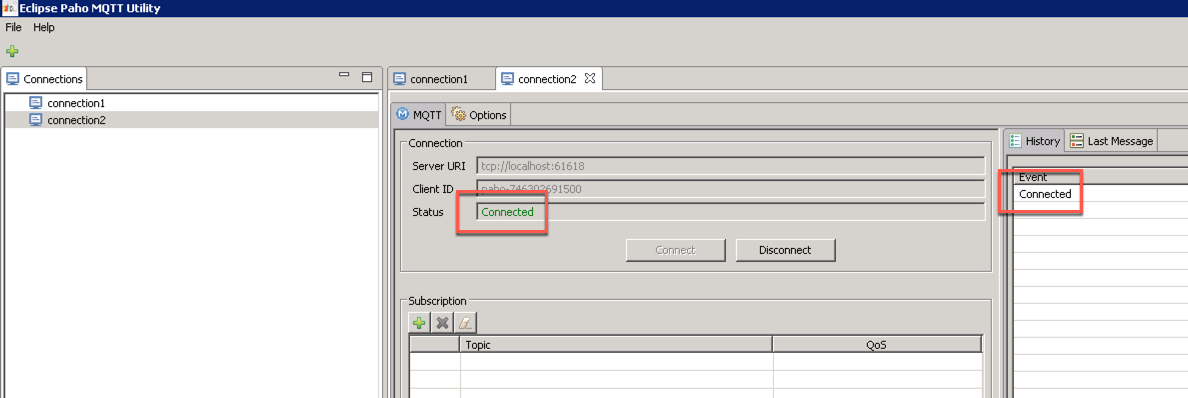 Eclipse Paho MQTT Utility
File Help
Connections
connection1
connection2
connection1
connection2
MQTT
Options
Connection
Server URI tcp://localhost:61618
Client ID paho-746302691500
Status Connected
Connect
Disconnect
Subscription
Topic QoS
History
Last Message
Event
Connected